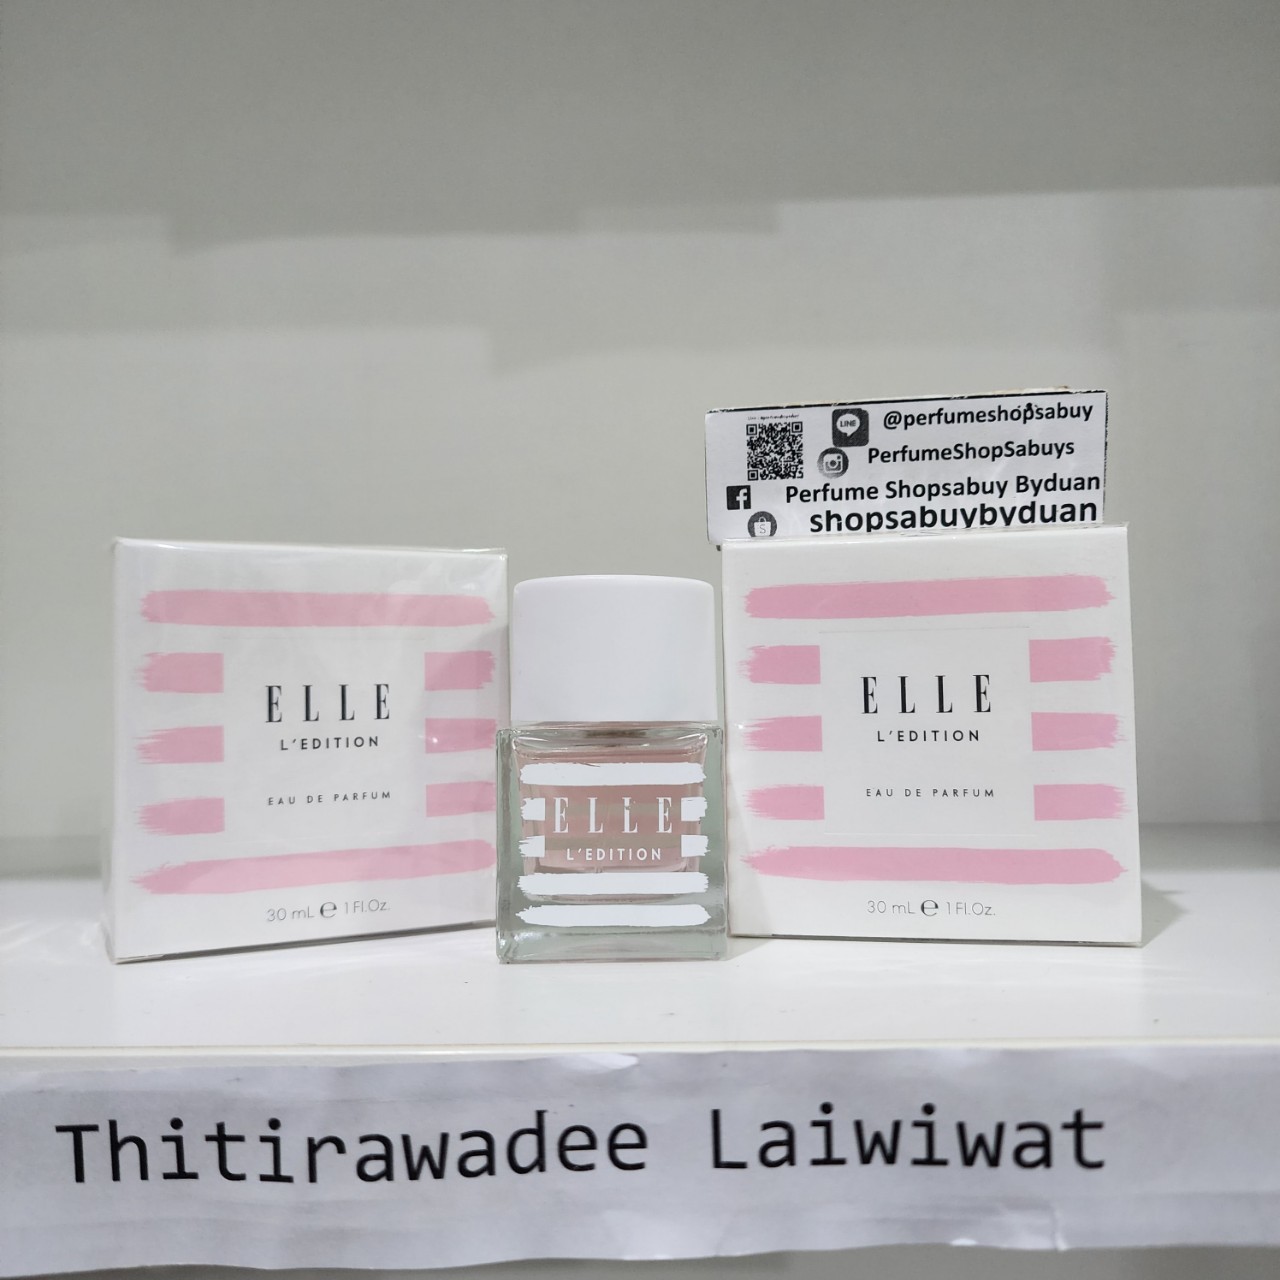 LINE
@perfumeshopsabuy
PerfumeShopSabuys
Perfume Shopsabuy Byduan
shopsabuybyduan
ELLE
L'EDITION
EAU DE PARFUM
30 mL e 1 Fl.Oz.
ELLE
L'EDITION
ELLE
L'EDITION
EAU DE PARFUM
30 mL e 1 Fl.Oz.
Thitirawadee Laiwiwat